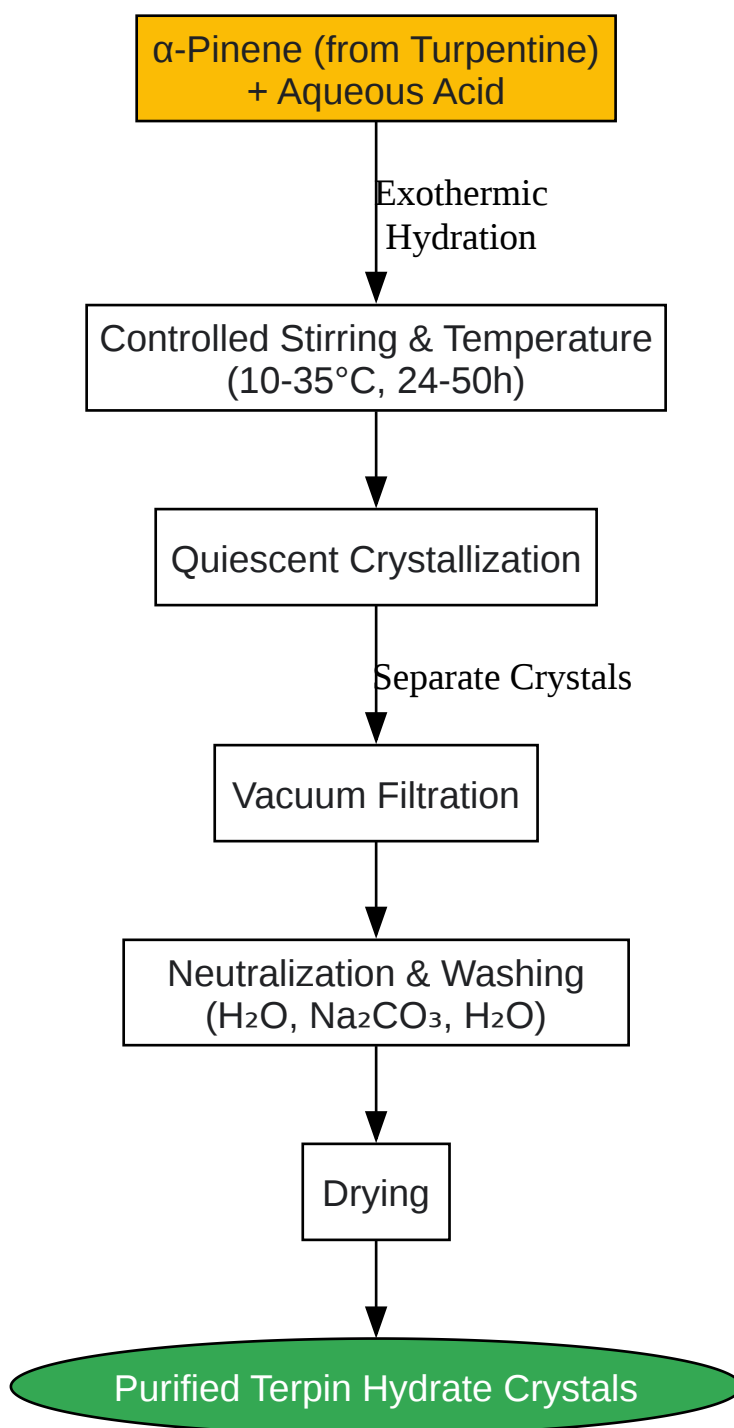 α-Pinene (from Turpentine)
+ Aqueous Acid
Exothermic
Hydration
Controlled Stirring & Temperature
(10-35°C, 24-50h)
Quiescent Crystallization
Separate Crystals
Vacuum Filtration
Neutralization & Washing
(H₂O, Na₂CO₃, H₂O)
Drying
Purified Terpin Hydrate Crystals